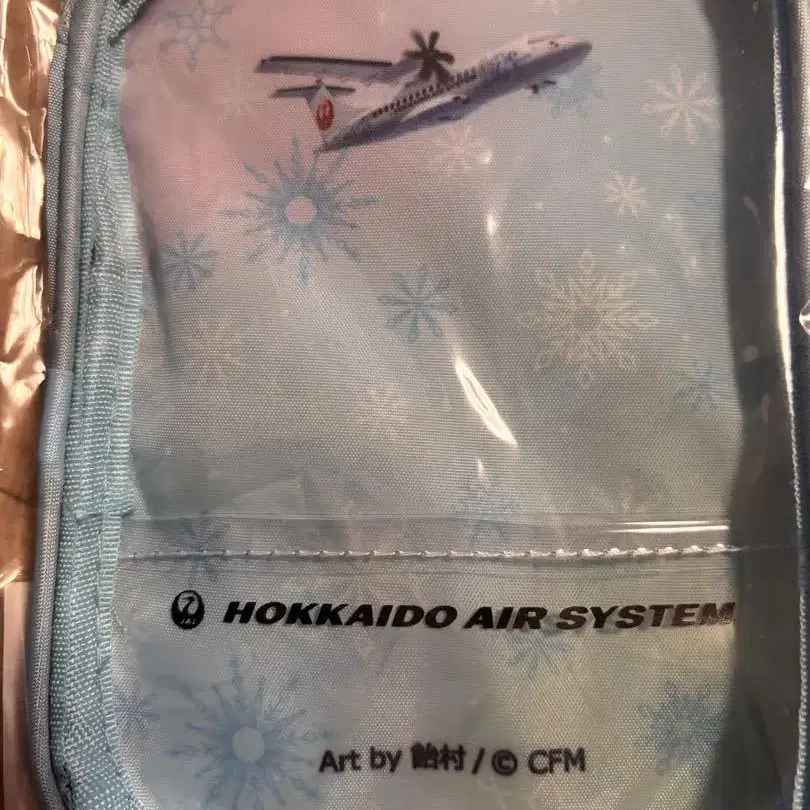 HOKKAIDO AIR SYSTEM
Art by 飴村 / © CFM